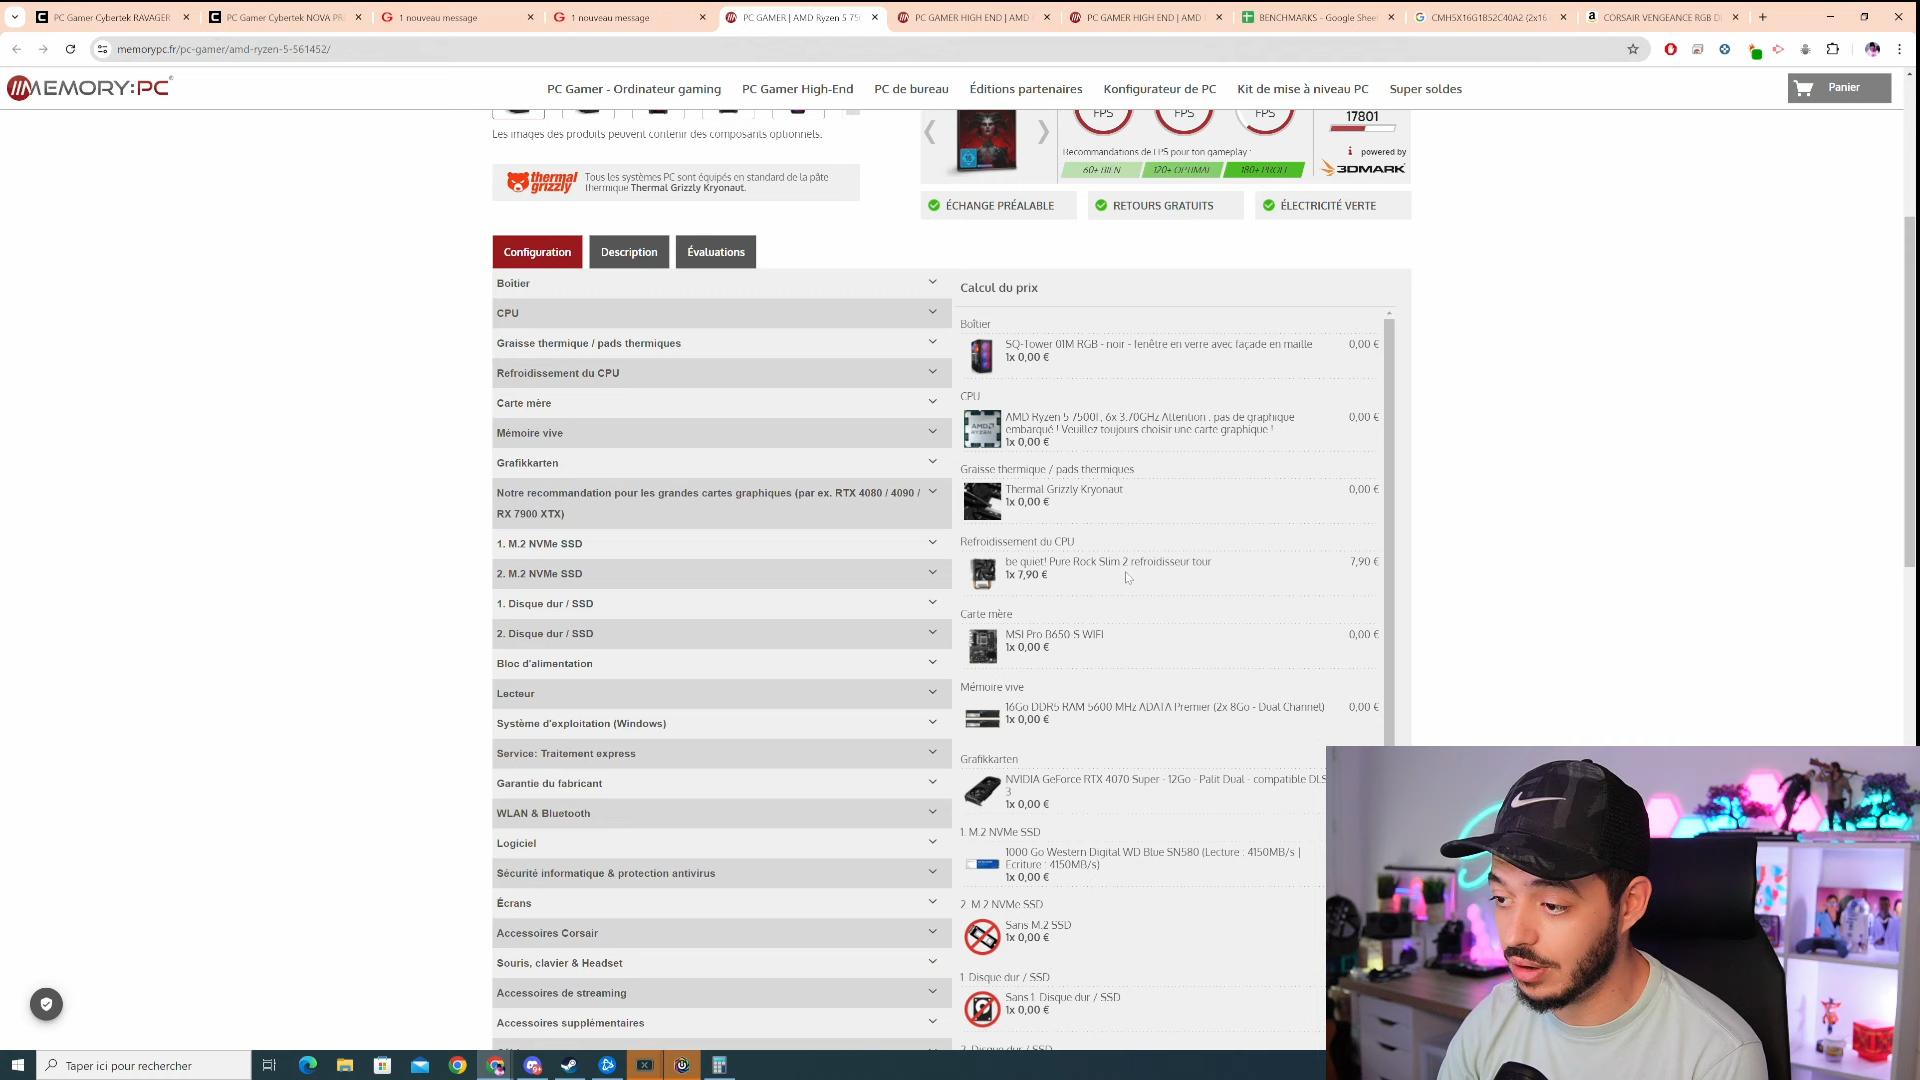 PC Gamer Cybertek RAVAGER
PC Gamer Cybertek NOVA PR
1 nouveau message
1 nouveau message
PC GAMER | AMD Ryzen 5 75
PC GAMER HIGH END | AMD
PC GAMER HIGH END | AMD
BENCHMARKS - Google Shee
CMH5X16G1852C40A2 (2x16
CORSAIR VENGEANCE RGB D
memorypc.fr/pc-gamer/amd-ryzen-5-561452/
MEMORY:PC
PC Gamer - Ordinateur gaming
PC Gamer High-End
PC de bureau
Éditions partenaires
Konfigurateur de PC
Kit de mise à niveau PC
Super soldes
Panier
Les images des produits peuvent contenir des composants optionnels.
FPS
FPS
FPS
17801
Recommandations de FPS pour ton gameplay :
60+ BIEN
120+ OPTIMAL
180+ PROFI
powered by
3DMARK
thermal grizzly
Tous les systèmes PC sont équipés en standard de la pâte
thermique Thermal Grizzly Kryonaut.
ÉCHANGE PRÉALABLE
RETOURS GRATUITS
ÉLECTRICITÉ VERTE
Configuration
Description
Évaluations
Boîtier
CPU
Graisse thermique / pads thermiques
Refroidissement du CPU
Carte mère
Mémoire vive
Grafikkarten
Notre recommandation pour les grandes cartes graphiques (par ex. RTX 4080 / 4090 /
RX 7900 XTX)
1. M.2 NVMe SSD
2. M.2 NVMe SSD
1. Disque dur / SSD
2. Disque dur / SSD
Bloc d'alimentation
Lecteur
Système d'exploitation (Windows)
Service: Traitement express
Garantie du fabricant
WLAN & Bluetooth
Logiciel
Sécurité informatique & protection antivirus
Écrans
Accessoires Corsair
Souris, clavier & Headset
Accessoires de streaming
Accessoires supplémentaires
Calcul du prix
Boîtier
SQ-Tower 01M RGB - noir - fenêtre en verre avec façade en maille
0,00 €
1x 0,00 €
CPU
AMD Ryzen 5 7500F, 6x 3.70GHz Attention : pas de graphique
0,00 €
embarqué ! Veuillez toujours choisir une carte graphique !
1x 0,00 €
Graisse thermique / pads thermiques
Thermal Grizzly Kryonaut
0,00 €
1x 0,00 €
Refroidissement du CPU
be quiet! Pure Rock Slim 2 refroidisseur tour
7,90 €
1x 7,90 €
Carte mère
MSI Pro B650-S WIFI
0,00 €
1x 0,00 €
Mémoire vive
16Go DDR5 RAM 5600 MHz ADATA Premier (2x 8Go - Dual Channel)
0,00 €
1x 0,00 €
Grafikkarten
NVIDIA GeForce RTX 4070 Super - 12Go - Palit Dual - compatible DLS
3
1x 0,00 €
1. M.2 NVMe SSD
1000 Go Western Digital WD Blue SN580 (Lecture : 4150MB/s |
Ecriture : 4150MB/s)
1x 0,00 €
2. M.2 NVMe SSD
Sans M.2 SSD
1x 0,00 €
1. Disque dur / SSD
Sans 1. Disque dur / SSD
1x 0,00 €
2. Disque dur / SSD
Taper ici pour rechercher